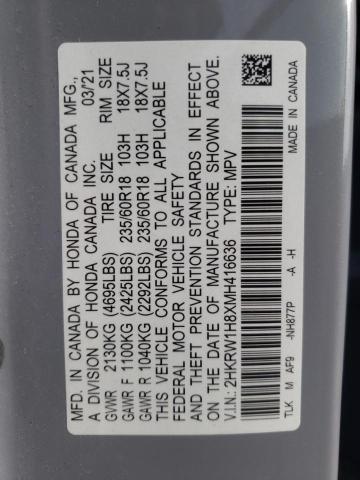 MFD. IN CANADA BY HONDA OF CANADA MFG.,
A DIVISION OF HONDA CANADA INC. 03/21
GVWR 2130KG (4695LBS) TIRE SIZE RIM SIZE
GAWR F 1100KG (2425LBS) 235/60R18 103H 18X7.5J
GAWR R 1040KG (2292LBS) 235/60R18 103H 18X7.5J
THIS VEHICLE CONFORMS TO ALL APPLICABLE
FEDERAL MOTOR VEHICLE SAFETY
AND THEFT PREVENTION STANDARDS IN EFFECT
ON THE DATE OF MANUFACTURE SHOWN ABOVE.
V.I.N.: 2HKRW1H8XMH416636 TYPE: MPV
MADE IN CANADA
TLK M AF9 -NH877P -A -H